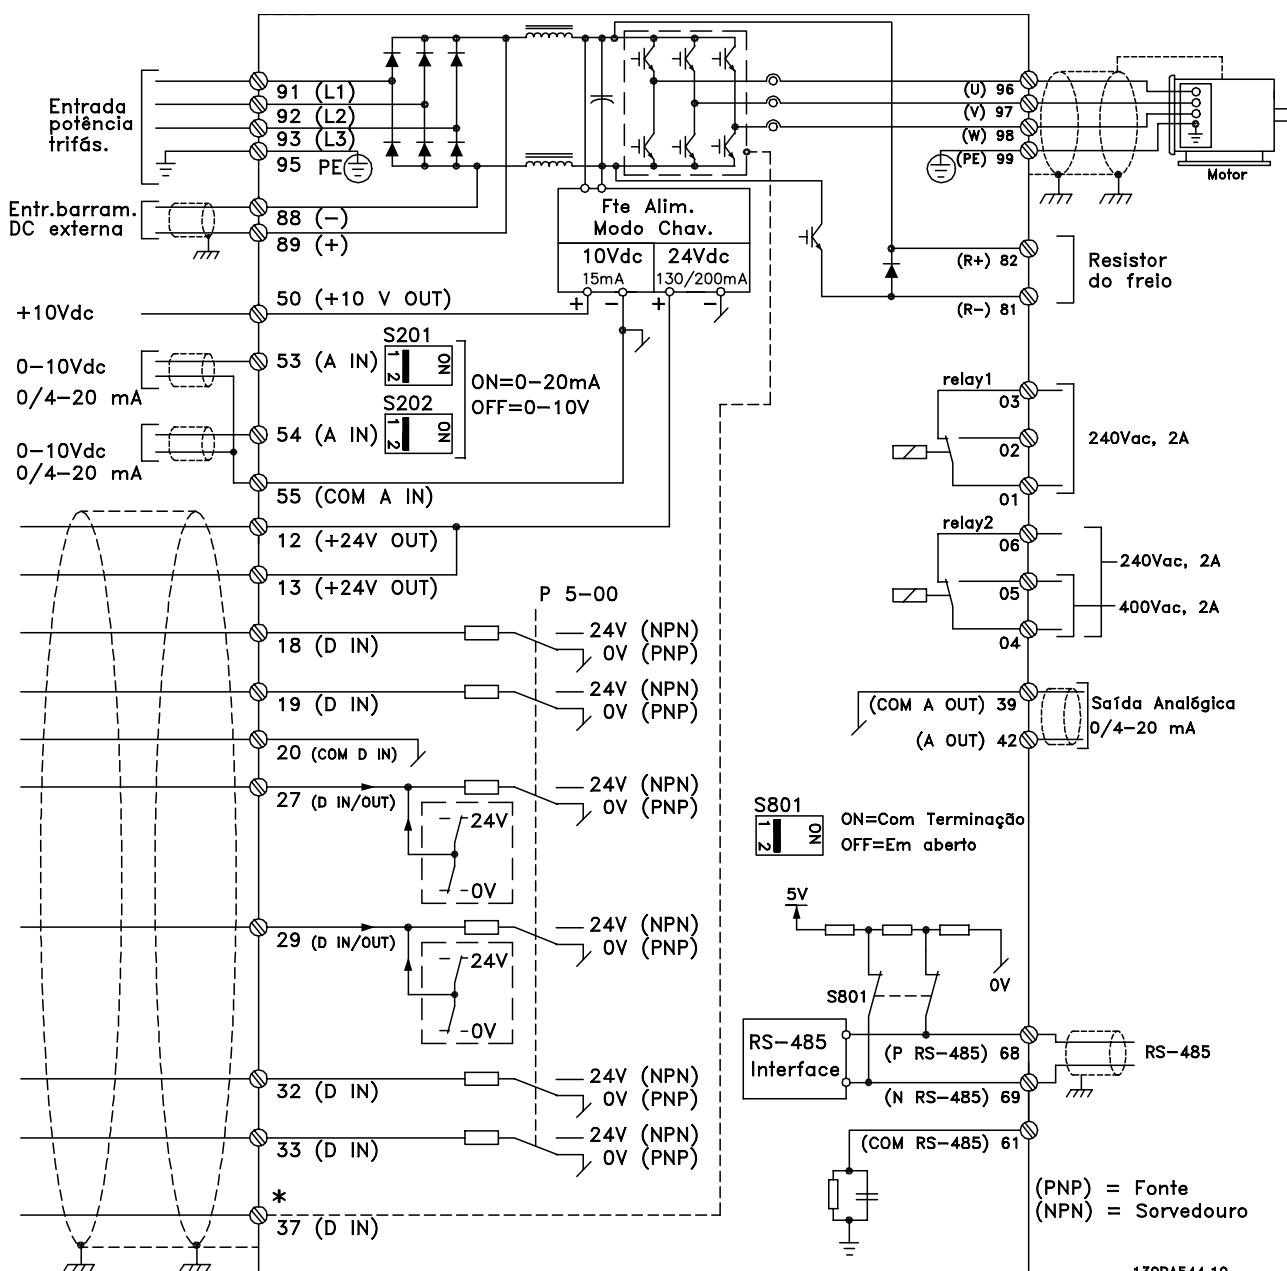 Entrada
potência
trifás.
91 (L1)
92 (L2)
93 (L3)
95 PE
Entr.barram.
DC externa
88 (−)
89 (+)
+10Vdc
50 (+10 V OUT)
0−10Vdc
0/4−20 mA
53 (A IN)
S201
1 2
ON
ON=0−20mA
OFF=0−10V
S202
1 2
ON
0−10Vdc
0/4−20 mA
54 (A IN)
55 (COM A IN)
12 (+24V OUT)
13 (+24V OUT)
Fte Alim.
Modo Chav.
10Vdc
15mA
24Vdc
130/200mA
+ − + −
P 5−00
18 (D IN)
24V (NPN)
0V (PNP)
19 (D IN)
24V (NPN)
0V (PNP)
20 (COM D IN)
27 (D IN/OUT)
24V (NPN)
0V (PNP)
24V
0V
29 (D IN/OUT)
24V (NPN)
0V (PNP)
24V
0V
32 (D IN)
24V (NPN)
0V (PNP)
33 (D IN)
24V (NPN)
0V (PNP)
*
37 (D IN)
(U) 96
(V) 97
(W) 98
(PE) 99
Motor
(R+) 82
(R−) 81
Resistor
do freio
relay1
03
02
01
240Vac, 2A
relay2
06
05
04
240Vac, 2A
400Vac, 2A
(COM A OUT) 39
(A OUT) 42
Saída Analógica
0/4−20 mA
S801
1 2
ON
ON=Com Terminação
OFF=Em aberto
5V
S801
0V
RS−485
Interface
(P RS−485) 68
(N RS−485) 69
(COM RS−485) 61
RS−485
(PNP) = Fonte
(NPN) = Sorvedouro